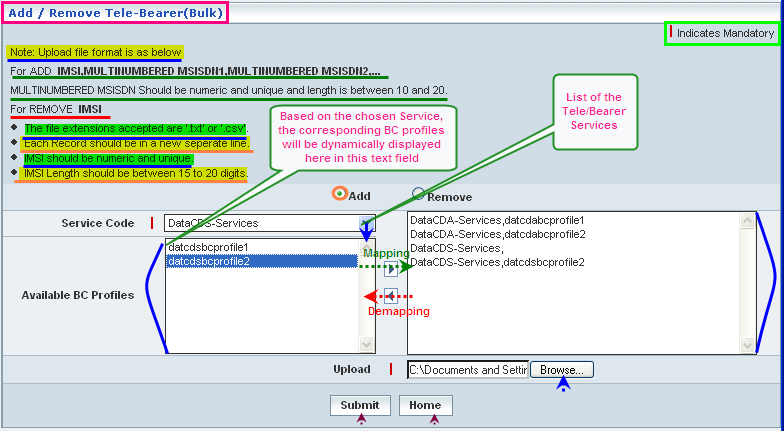 Add / Remove Tele-Bearer(Bulk)
Indicates Mandatory
Note: Upload file format is as below
For ADD IMSI,MULTINUMBERED MSISDN1,MULTINUMBERED MSISDN2,...
MULTINUMBERED MSISDN Should be numeric and unique and length is between 10 and 20.
For REMOVE IMSI
The file extensions accepted are '.txt' or '.csv'.
Each Record should be in a new seperate line.
IMSI should be numeric and unique.
IMSI Length should be between 15 to 20 digits.
Based on the chosen Service,
the corresponding BC profiles
will be dynamically displayed
here in this text field
List of the
Tele/Bearer
Services
Add
Remove
Service Code
DataCDS-Services
DataCDA-Services,datcdabcprofile1
DataCDA-Services,datcdabcprofile2
DataCDS-Services,
DataCDS-Services,datcdsbcprofile2
Available BC Profiles
datcdsbcprofile1
datcdsbcprofile2
Mapping
Demapping
Upload
C:\Documents and Settir
Browse...
Submit
Home